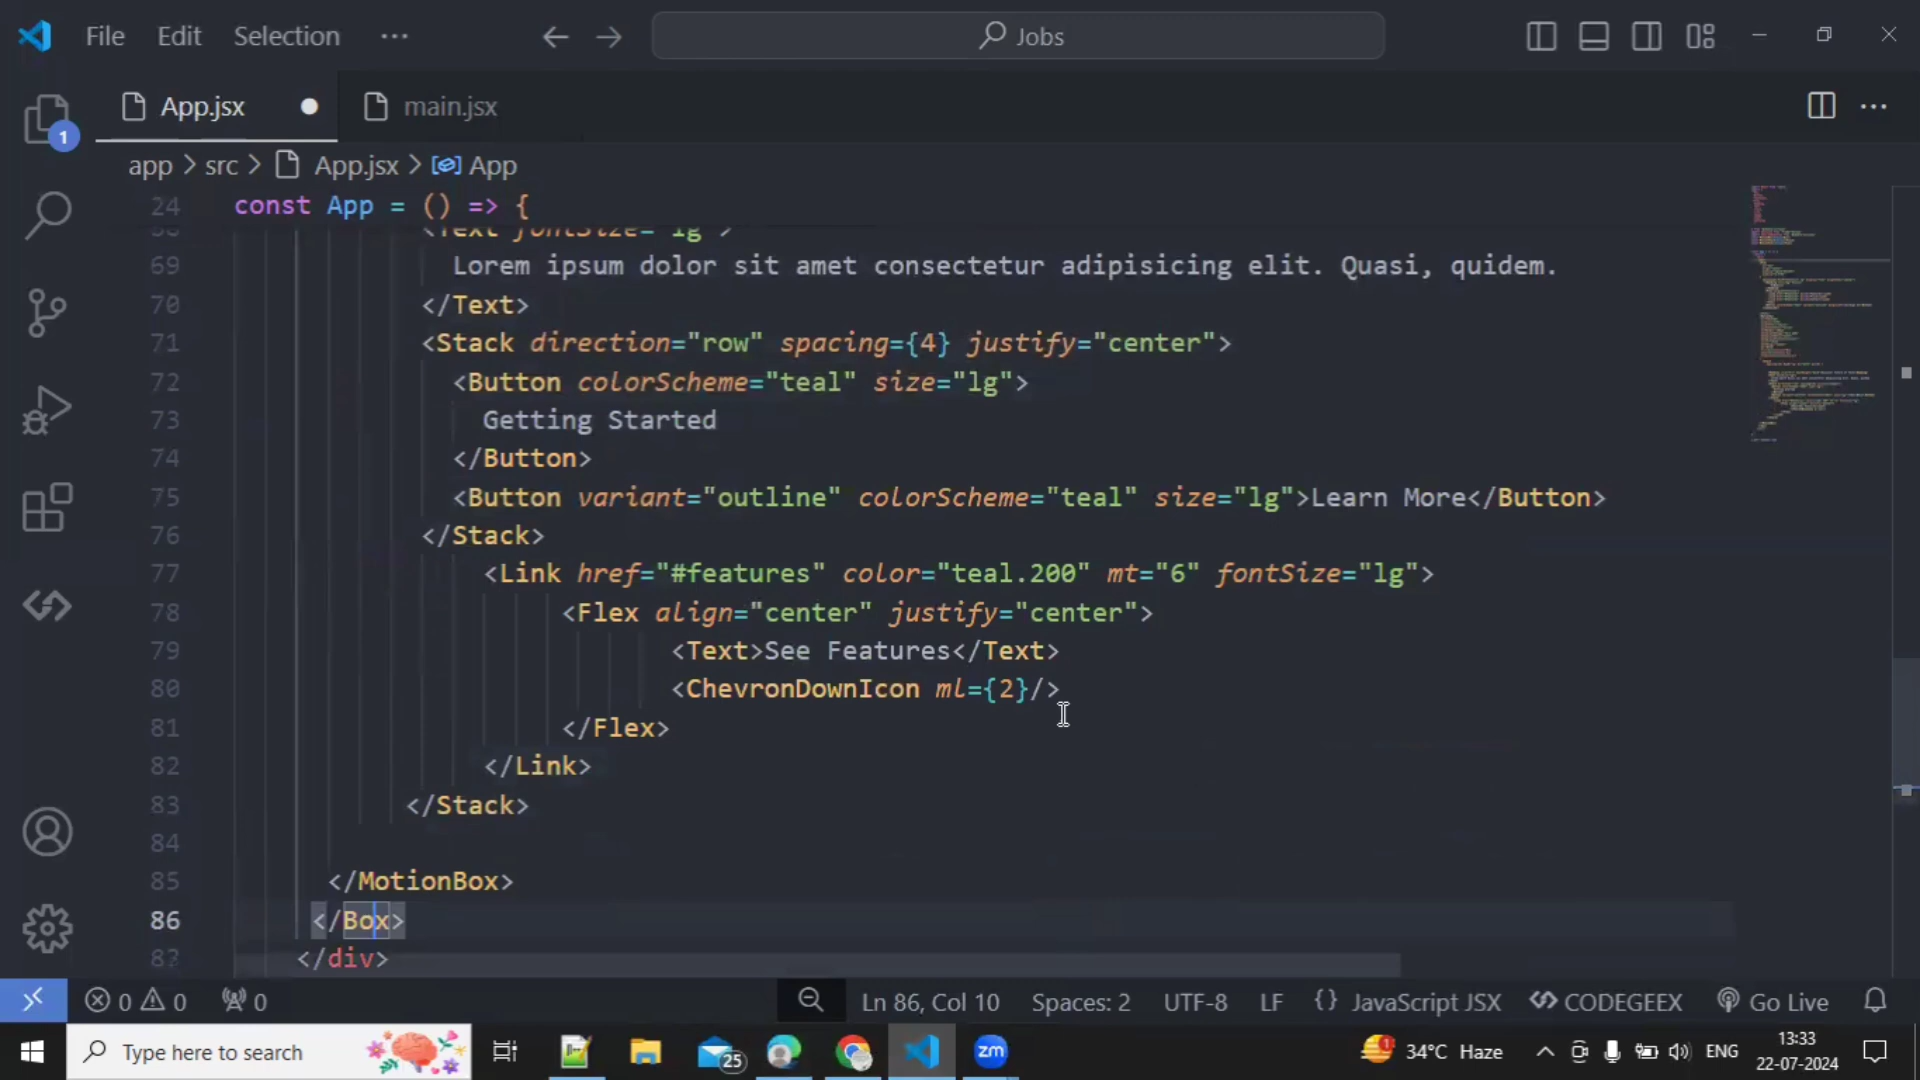 File Edit Selection ··· Jobs
App.jsx main.jsx
1
app > src > App.jsx > App
24 const App = () => {
<Text fontSize="lg">
69 Lorem ipsum dolor sit amet consectetur adipisicing elit. Quasi, quidem.
70 </Text>
71 <Stack direction="row" spacing={4} justify="center">
72 <Button colorScheme="teal" size="lg">
73 Getting Started
74 </Button>
75 <Button variant="outline" colorScheme="teal" size="lg">Learn More</Button>
76 </Stack>
77 <Link href="#features" color="teal.200" mt="6" fontSize="lg">
78 <Flex align="center" justify="center">
79 <Text>See Features</Text>
80 <ChevronDownIcon ml={2}/>
81 </Flex>
82 </Link>
83 </Stack>
84
85 </MotionBox>
86 </Box>
87 </div>
0 0 0 Ln 86, Col 10 Spaces: 2 UTF-8 LF {} JavaScript JSX CODEGEEX Go Live
Type here to search 25 zm 34°C Haze ENG 13:33
22-07-2024